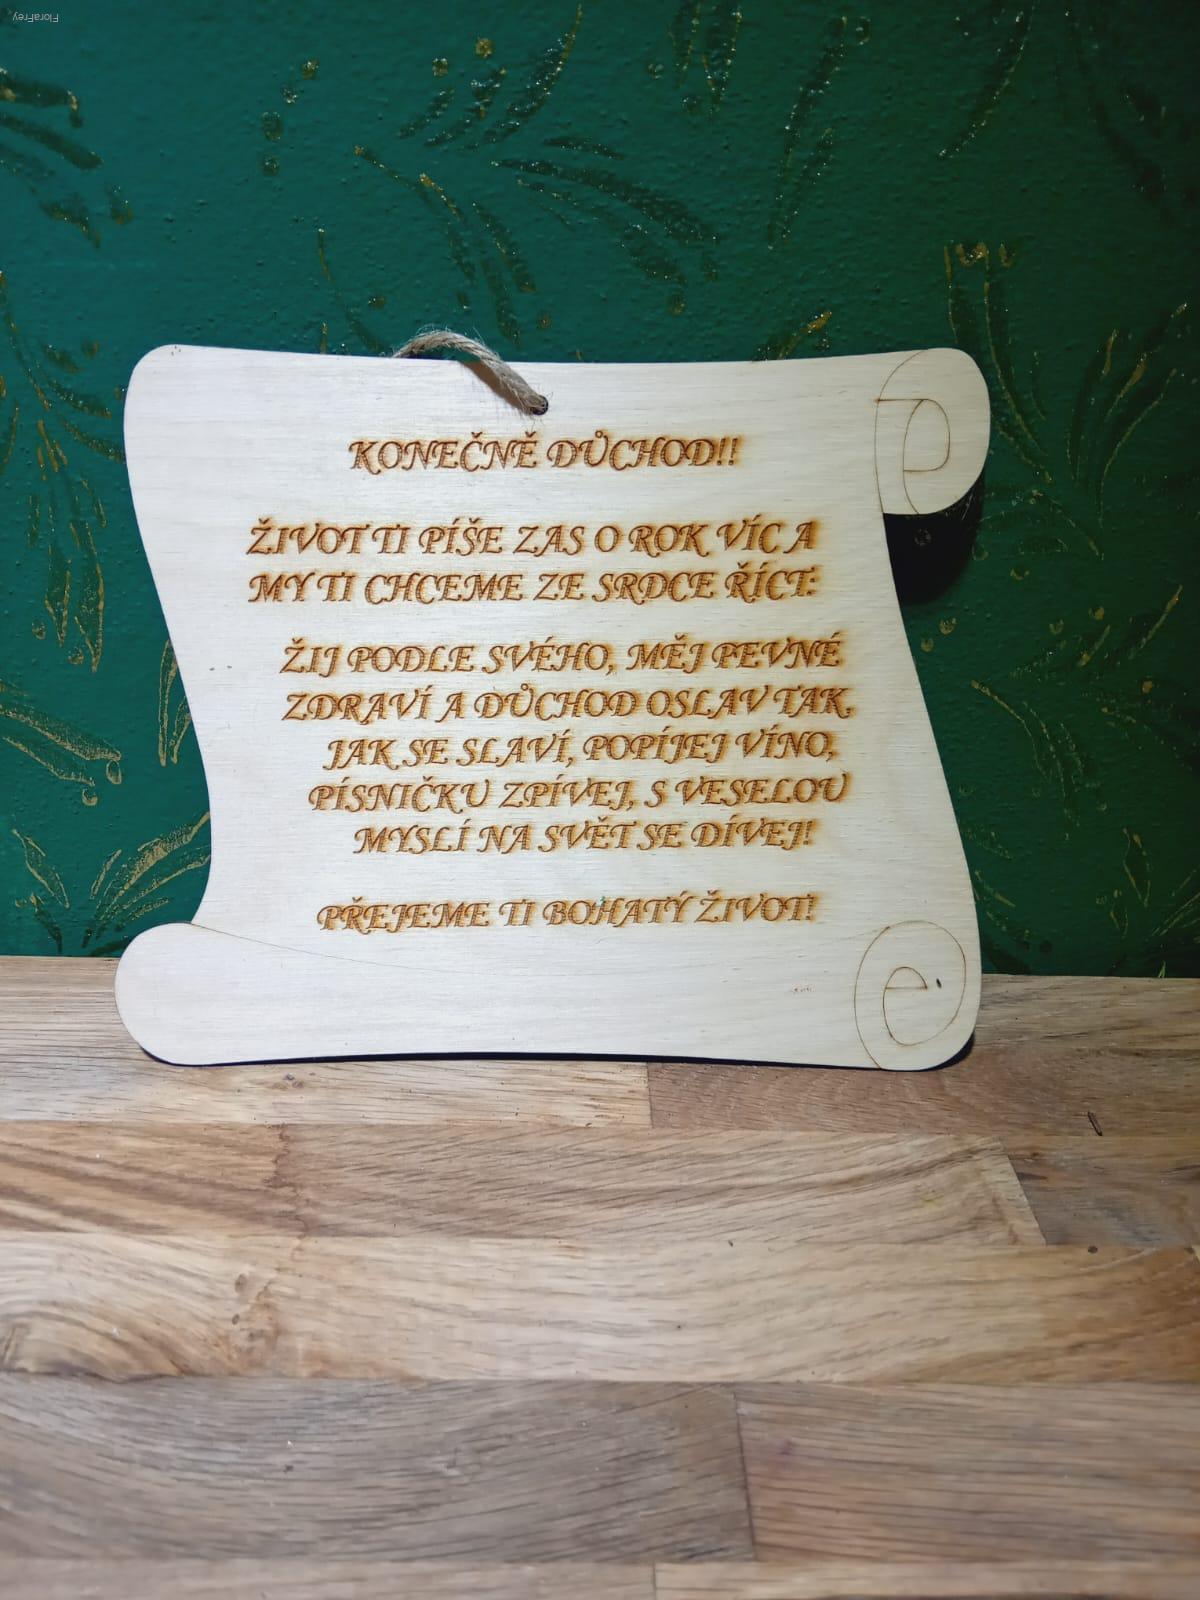 FloraFrey
KONEČNĚ DŮCHOD!!
ŽIVOT TI PÍŠE ZAS O ROK VÍC A
MY TI CHCEME ZE SRDCE ŘÍCT:
ŽIJ PODLE SVÉHO, MĚJ PEVNÉ
ZDRAVÍ A DŮCHOD OSLAV TAK,
JAK SE SLAVÍ, POPÍJEJ VÍNO,
PÍSNIČKU ZPÍVEJ, S VESELOU
MYSLÍ NA SVĚT SE DÍVEJ!
PŘEJEME TI BOHATÝ ŽIVOT!